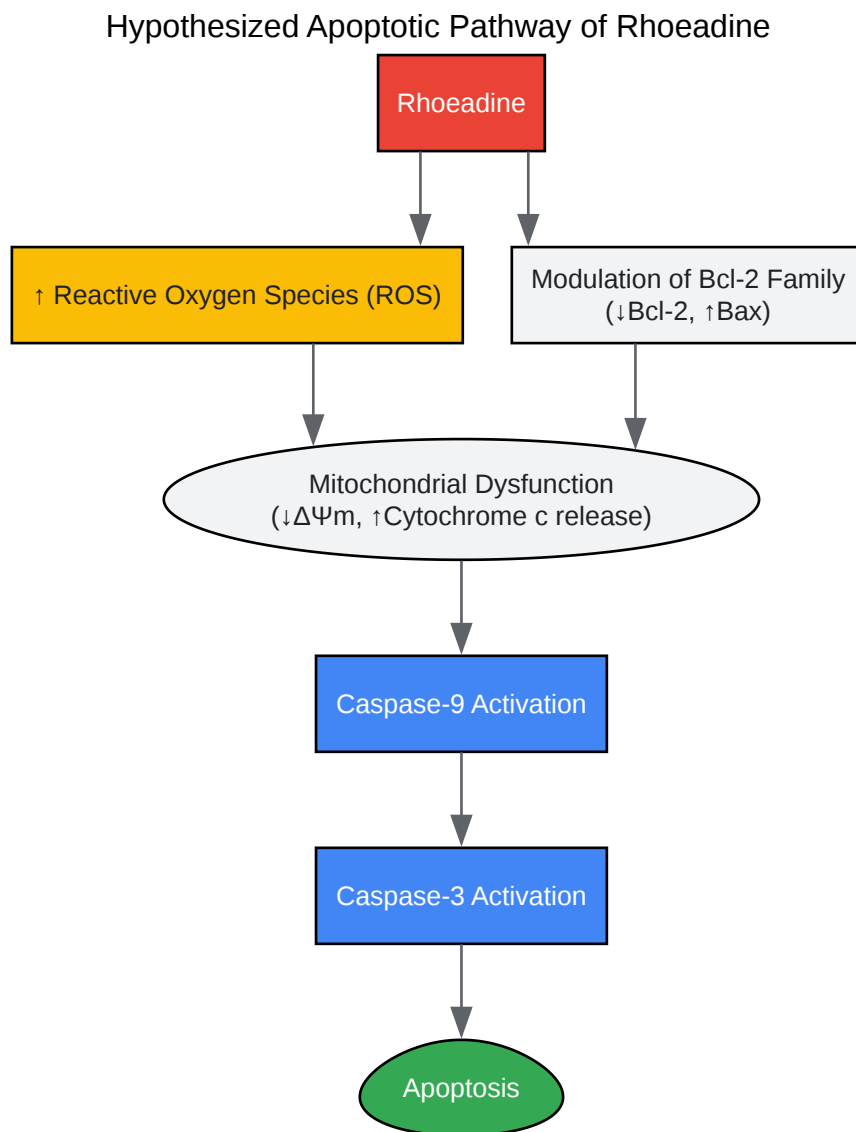 Hypothesized Apoptotic Pathway of Rhoeadine
Rhoeadine
↑ Reactive Oxygen Species (ROS)
Modulation of Bcl-2 Family
(↓Bcl-2, ↑Bax)
Mitochondrial Dysfunction
(↓ΔΨm, ↑Cytochrome c release)
Caspase-9 Activation
Caspase-3 Activation
Apoptosis